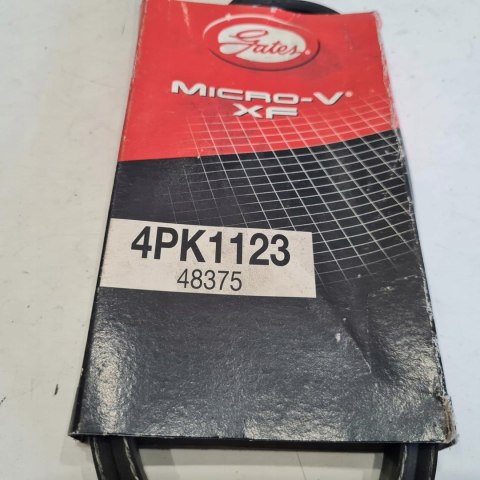 Gates®
MICRO-V®
XF
4PK1123
48375